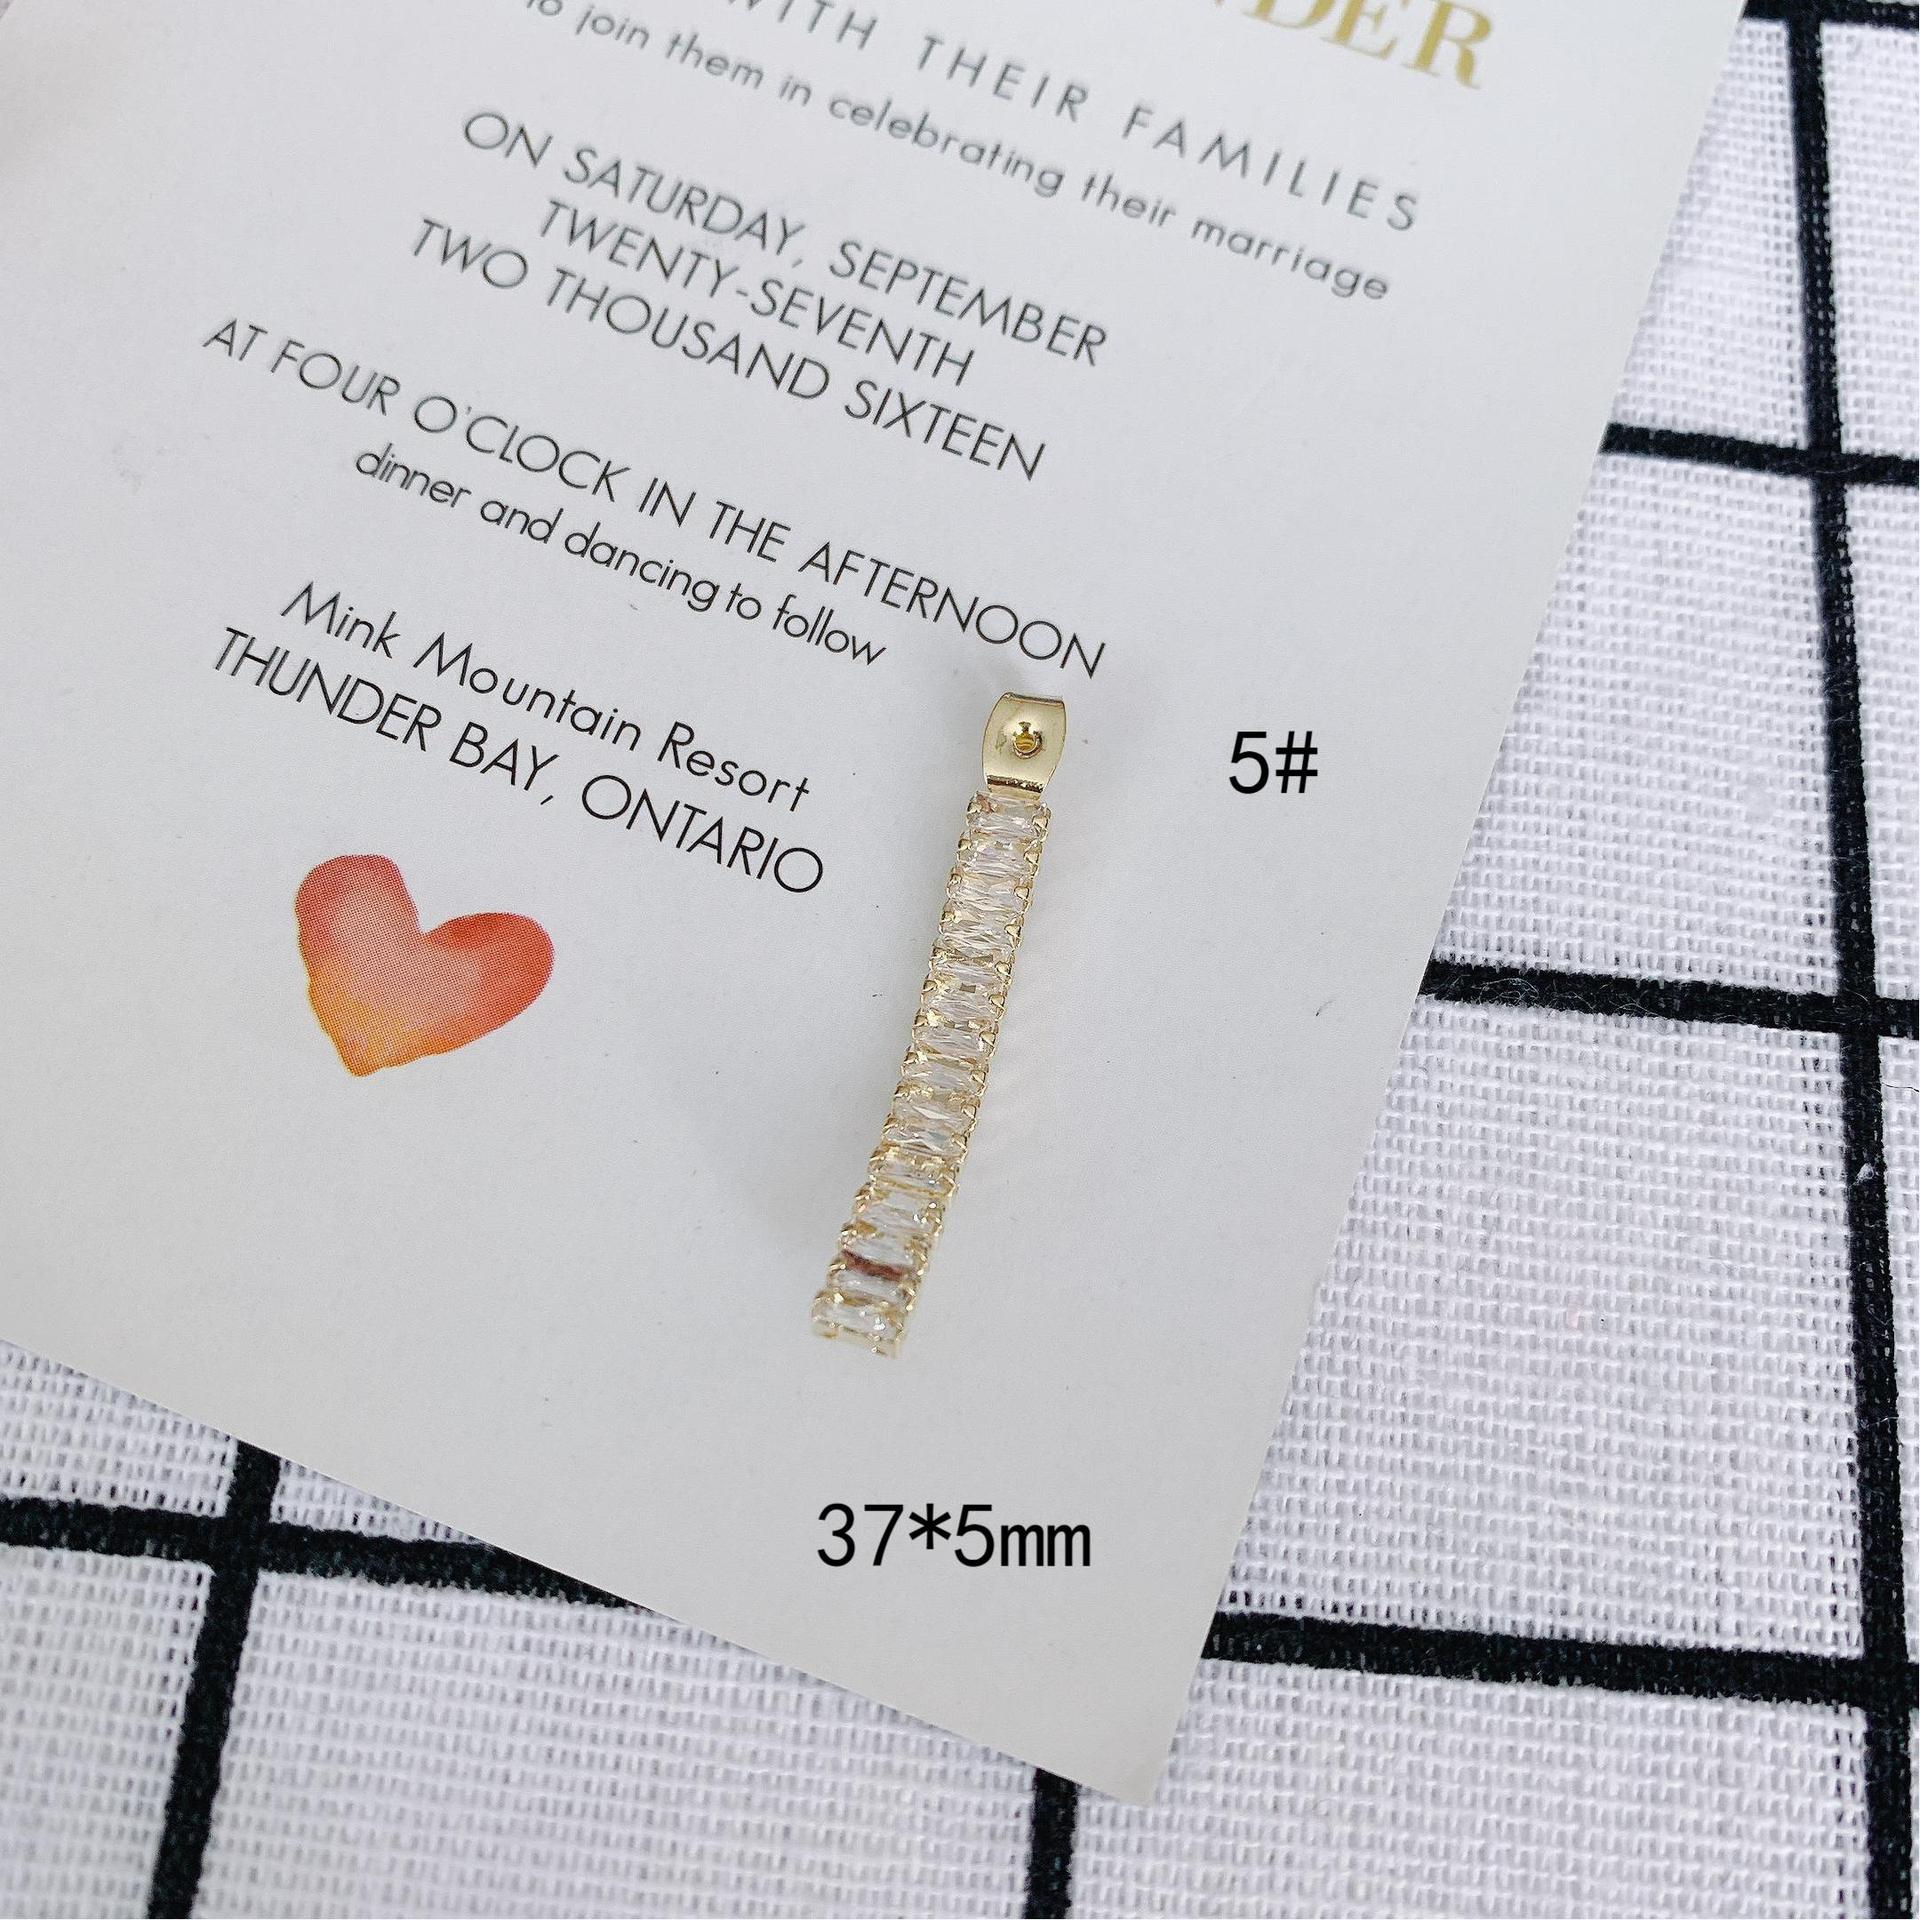 WITH THEIR FAMILIES
to join them in celebrating their marriage
ON SATURDAY, SEPTEMBER
TWENTY-SEVENTH
TWO THOUSAND SIXTEEN
AT FOUR O'CLOCK IN THE AFTERNOON
dinner and dancing to follow
Mink Mountain Resort
THUNDER BAY, ONTARIO
5#
37*5mm